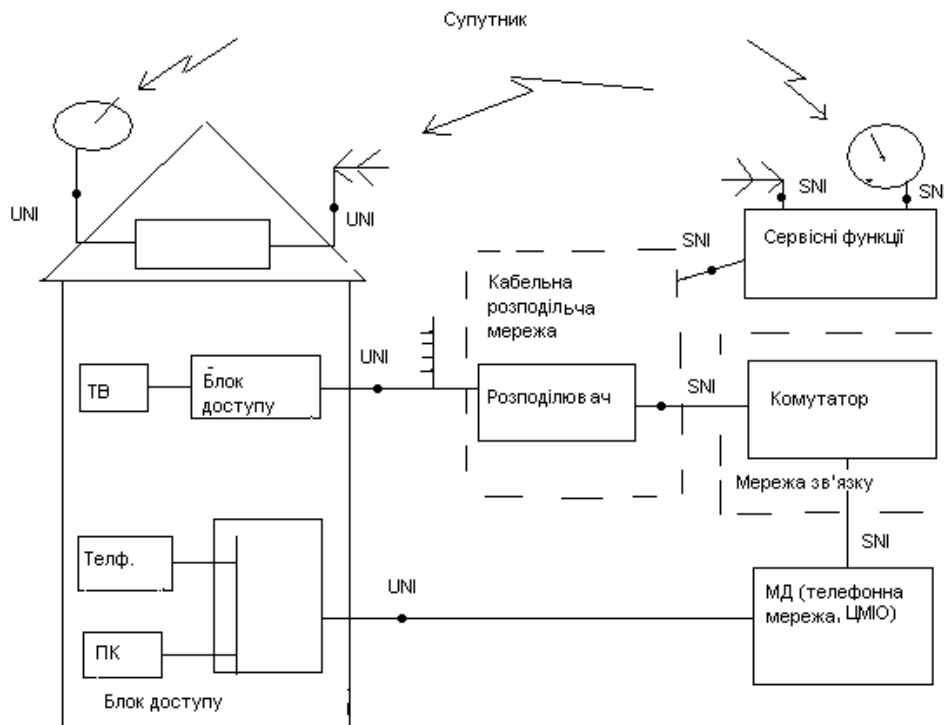 Супутник
UNI
UNI
SNI
SN
SNI
Сервісні функції
Кабельна
розподільча
мережа
UNI
ТВ
Блок
доступу
Розподілював ач
SNI
Комутатор
Мережа зв'язку
SNI
Телф.
ПК
Блок доступу
UNI
МД (телефонна
мережа, ЦМІО)